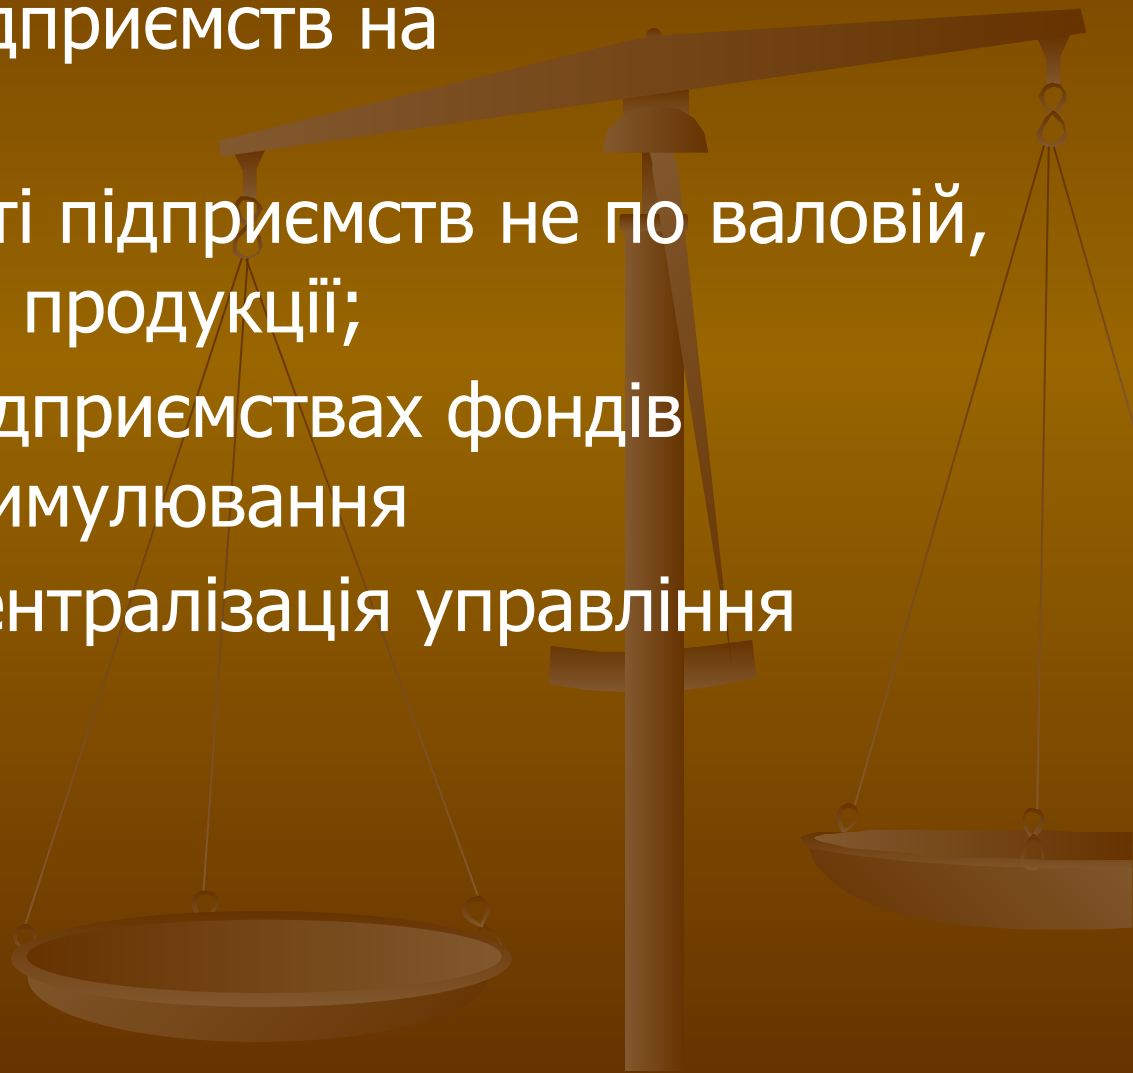 дприємств на
ті підприємств не по валовій,
продукції;
дприємствах фондів
имулювання
ентралізація управління